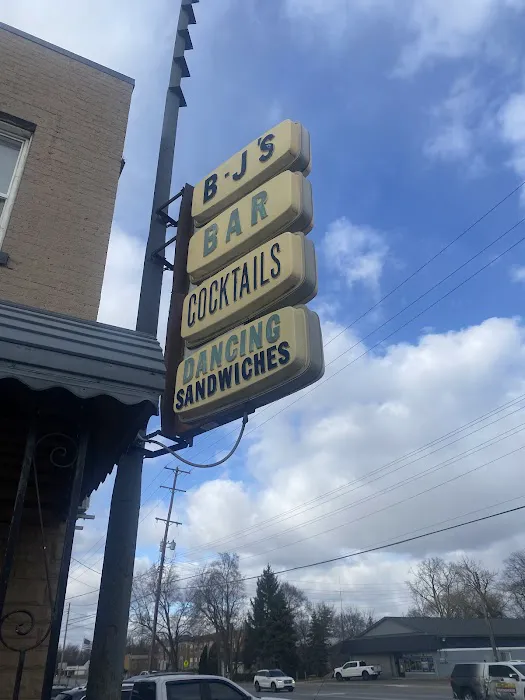 B·J'S
BAR
COCKTAILS
DANCING
SANDWICHES